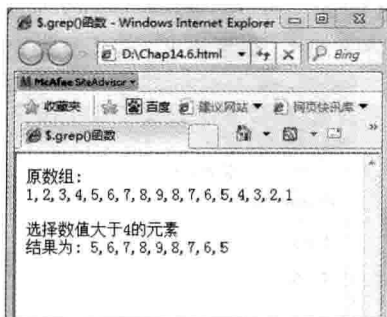 $.grep()函数 - Windows Internet Explorer
D:\Chap14.6.html
Bing
McAfee SiteAdvisor
收藏夹 百度 建议网站 网页快讯库
$.grep()函数
原数组:
1,2,3,4,5,6,7,8,9,8,7,6,5,4,3,2,1
选择数值大于4的元素
结果为: 5,6,7,8,9,8,7,6,5